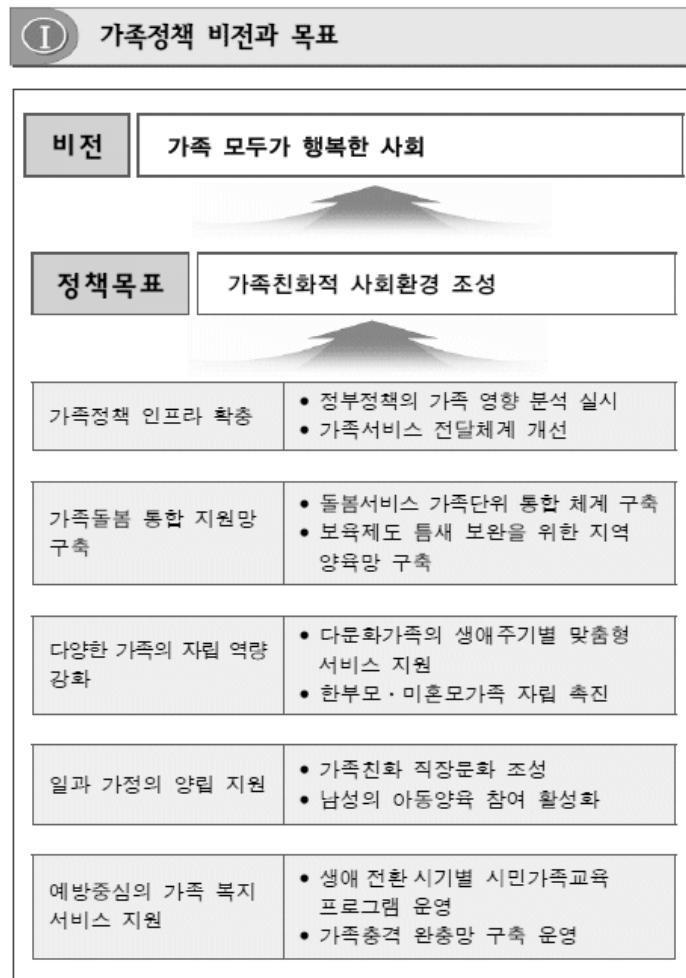 Ⅰ 가족정책 비전과 목표
비전
가족 모두가 행복한 사회
정책목표
가족친화적 사회환경 조성
가족정책 인프라 확충
• 정부정책의 가족 영향 분석 실시
• 가족서비스 전달체계 개선
가족돌봄 통합 지원망
구축
• 돌봄서비스 가족단위 통합 체계 구축
• 보육제도 틈새 보완을 위한 지역
양육망 구축
다양한 가족의 자립 역량
강화
• 다문화가족의 생애주기별 맞춤형
서비스 지원
• 한부모・미혼모가족 자립 촉진
일과 가정의 양립 지원
• 가족친화 직장문화 조성
• 남성의 아동양육 참여 활성화
예방중심의 가족 복지
서비스 지원
• 생애 전환 시기별 시민가족교육
프로그램 운영
• 가족충격 완충망 구축 운영